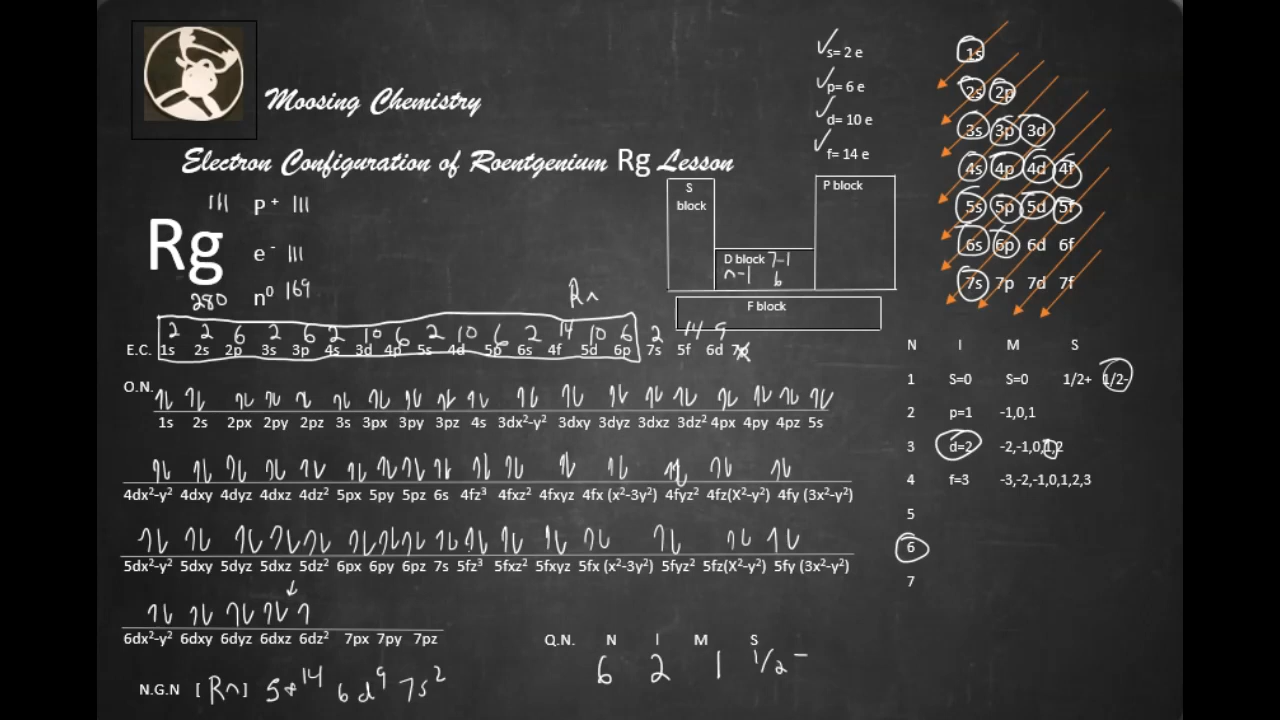 Moosing Chemistry
Electron Configuration of Roentgenium Rg Lesson
s= 2 e
p= 6 e
d= 10 e
f= 14 e
1s
2s 2p
3s 3p 3d
4s 4p 4d 4f
5s 5p 5d 5f
6s 6p 6d 6f
7s 7p 7d 7f
S block
P block
D block 7-1
n-1 6
F block
111 p+ 111
Rg
e- 111
280 n0 169
Rn
2 2 6 2 6 2 10 6 2 10 6 2 14 10 6 2 14 9
E.C. 1s 2s 2p 3s 3p 4s 3d 4p 5s 4d 5p 6s 4f 5d 6p 7s 5f 6d 7p
O.N.
1s 2s 2px 2py 2pz 3s 3px 3py 3pz 4s 3dx²-y² 3dxy 3dyz 3dxz 3dz² 4px 4py 4pz 5s
4dx²-y² 4dxy 4dyz 4dxz 4dz² 5px 5py 5pz 6s 4fz³ 4fxz² 4fxyz 4fx (x²-3y²) 4fyz² 4fz(X²-y²) 4fy (3x²-y²)
5dx²-y² 5dxy 5dyz 5dxz 5dz² 6px 6py 6pz 7s 5fz³ 5fxz² 5fxyz 5fx (x²-3y²) 5fyz² 5fz(X²-y²) 5fy (3x²-y²)
6dx²-y² 6dxy 6dyz 6dxz 6dz² 7px 7py 7pz
N.G.N [ Rn ] 5f¹⁴ 6d⁹ 7s²
Q.N. N I M S
6 2 1 1/2 -
N I M S
1 S=0 S=0 1/2+ 1/2-
2 p=1 -1,0,1
3 d=2 -2,-1,0,1,2
4 f=3 -3,-2,-1,0,1,2,3
5
6
7